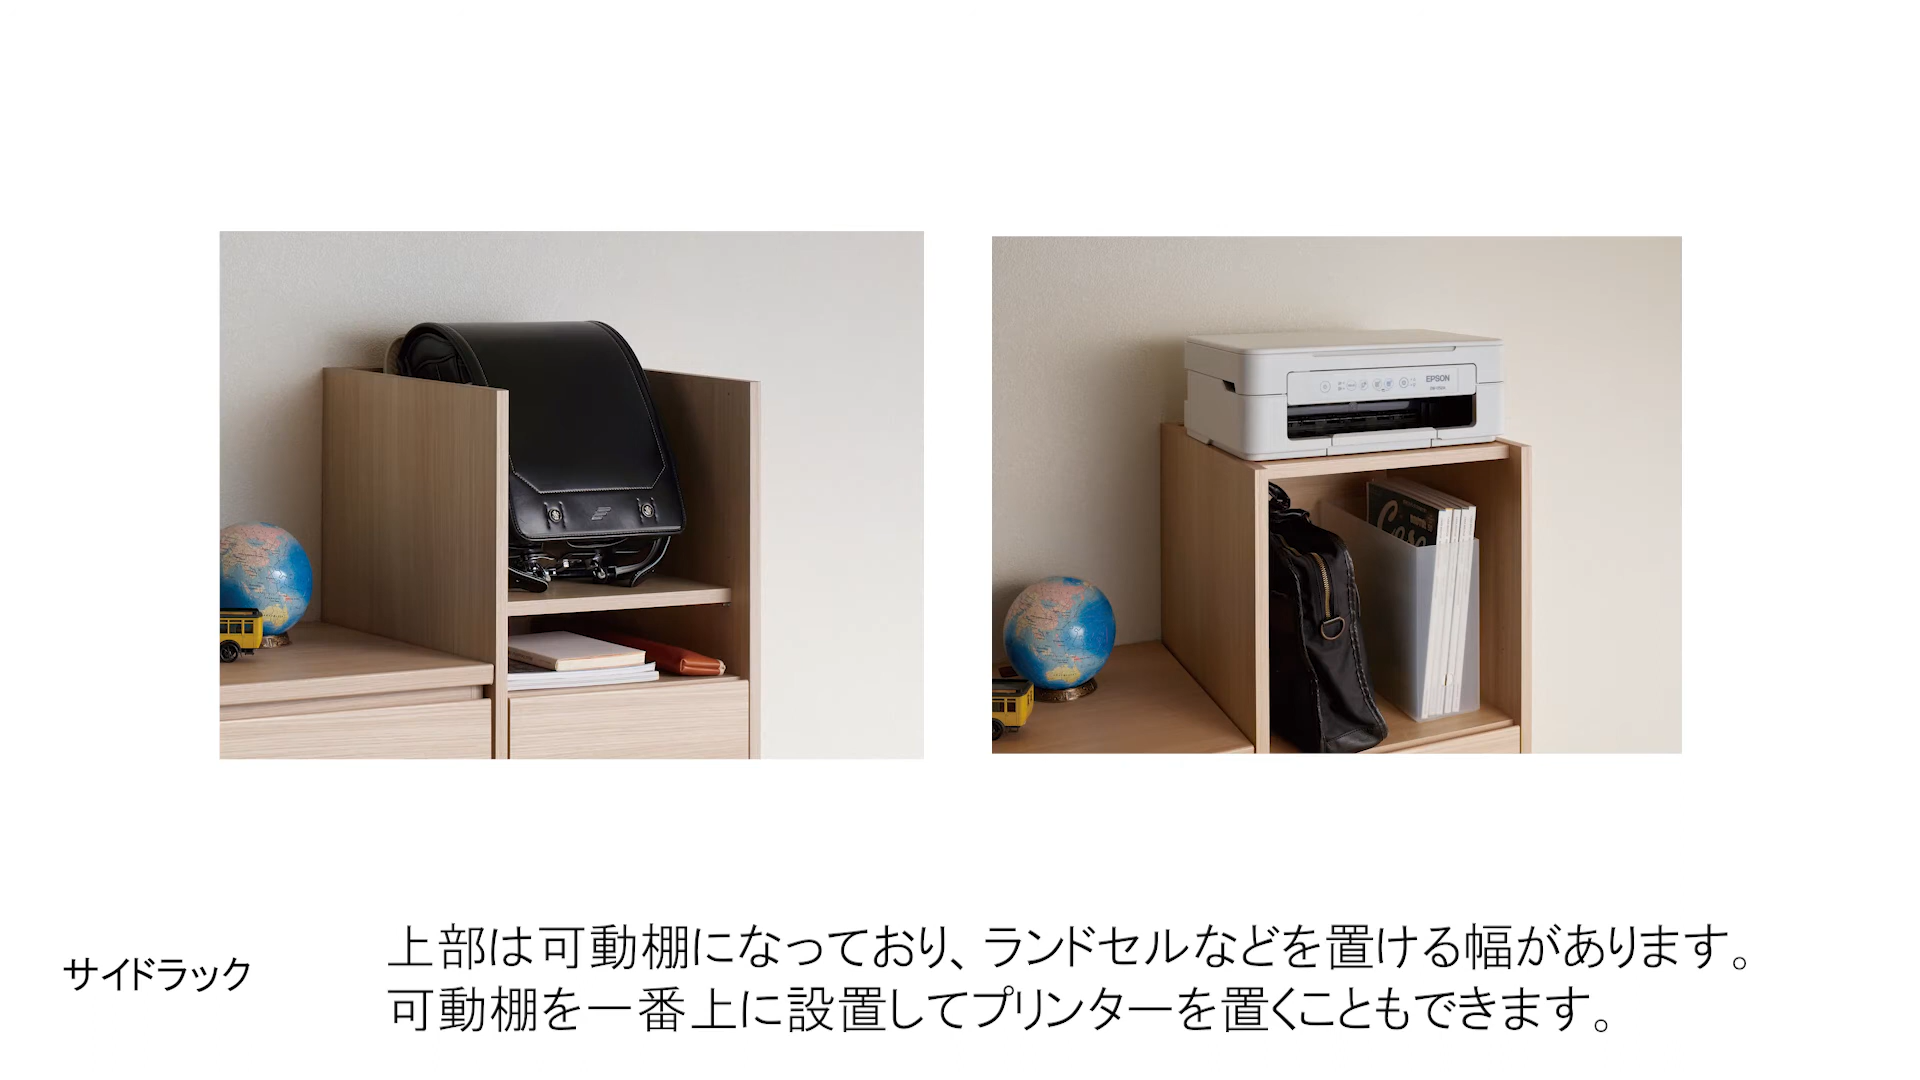 EPSON
サイドラック
上部は可動棚になっており、ランドセルなどを置ける幅があります。
可動棚を一番上に設置してプリンターを置くこともできます。